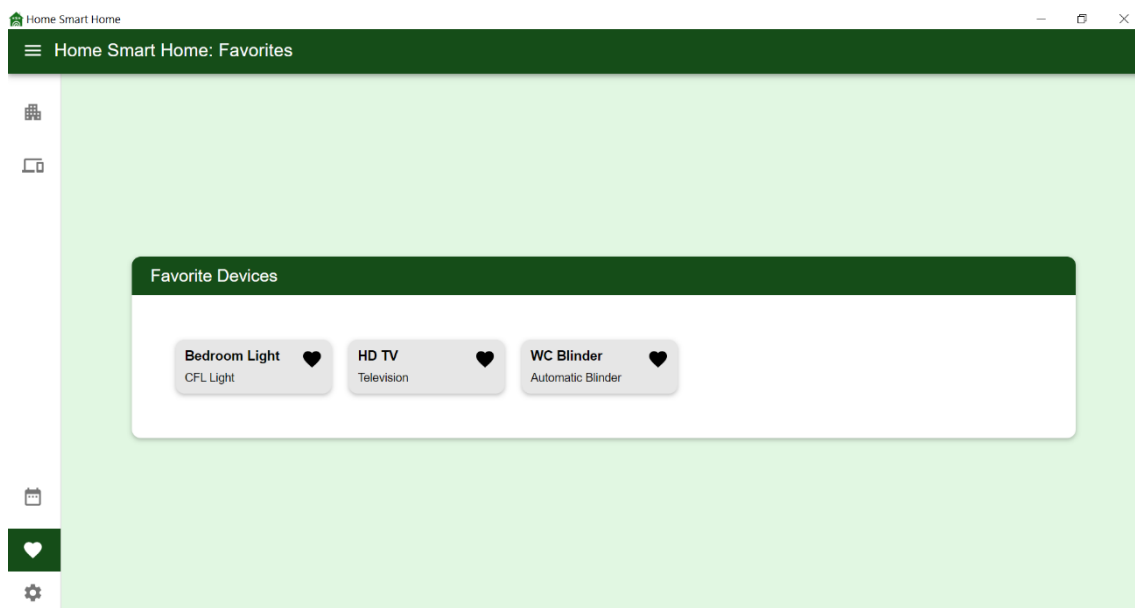 Home Smart Home
Home Smart Home: Favorites
Favorite Devices
Bedroom Light
CFL Light
HD TV
Television
WC Blinder
Automatic Blinder